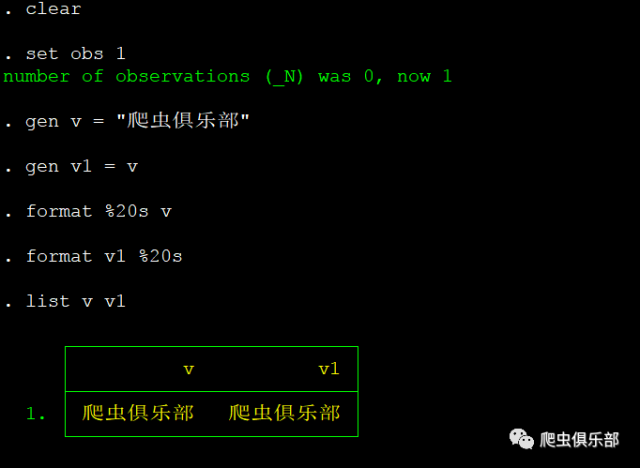 . clear
. set obs 1
number of observations (_N) was 0, now 1
. gen v = "爬虫俱乐部"
. gen v1 = v
. format %20s v
. format v1 %20s
. list v v1
v v1
1. 爬虫俱乐部 爬虫俱乐部
爬虫俱乐部